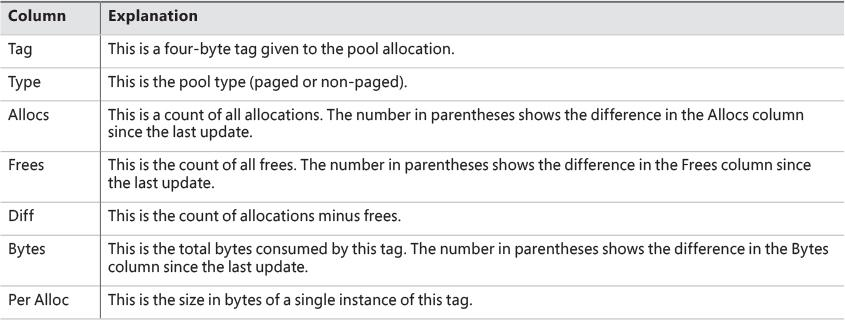 Column Explanation
Tag This is a four-byte tag given to the pool allocation.
Type This is the pool type (paged or non-paged).
Allocs This is a count of all allocations. The number in parentheses shows the difference in the Allocs column
since the last update.
Frees This is the count of all frees. The number in parentheses shows the difference in the Frees column since
the last update.
Diff This is the count of allocations minus frees.
Bytes This is the total bytes consumed by this tag. The number in parentheses shows the difference in the Bytes
column since the last update.
Per Alloc This is the size in bytes of a single instance of this tag.